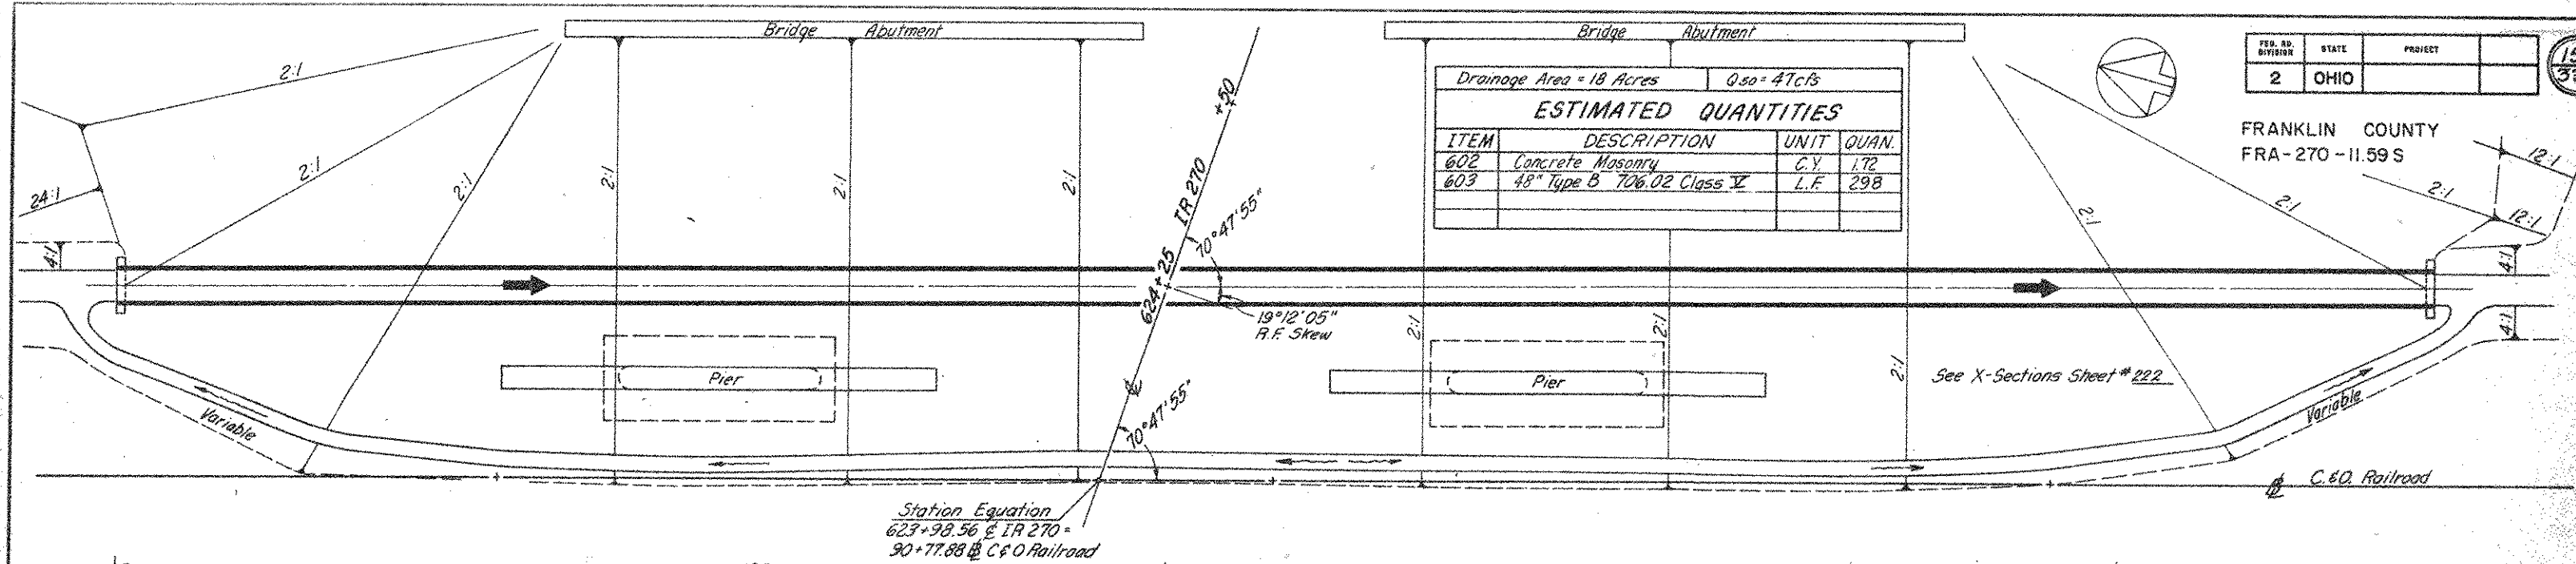 Bridge Abutment
Bridge Abutment
FED. RD. DIVISION STATE PROJECT
2 OHIO
FRANKLIN COUNTY
FRA-270-11.59 S
Drainage Area = 18 Acres Q50 = 47cfs
ESTIMATED QUANTITIES
ITEM DESCRIPTION UNIT QUAN.
602 Concrete Masonry C.Y. 1.72
603 48" Type B 706.02 Class V L.F. 298
2:1
2:1
2:1
2:1
2:1
2:1
24:1
4:1
+50
IR 270
624+25
70°47'55"
19°12'05"
R.F. Skew
2:1
2:1
2:1
2:1
2:1
2:1
12:1
12:1
4:1
4:1
Pier
Pier
See X-Sections Sheet #222
Variable
Variable
℄
70°47'55"
C.&O. Railroad
Station Equation
623+98.56 ℄ IR 270 =
90+77.88 C&O Railroad